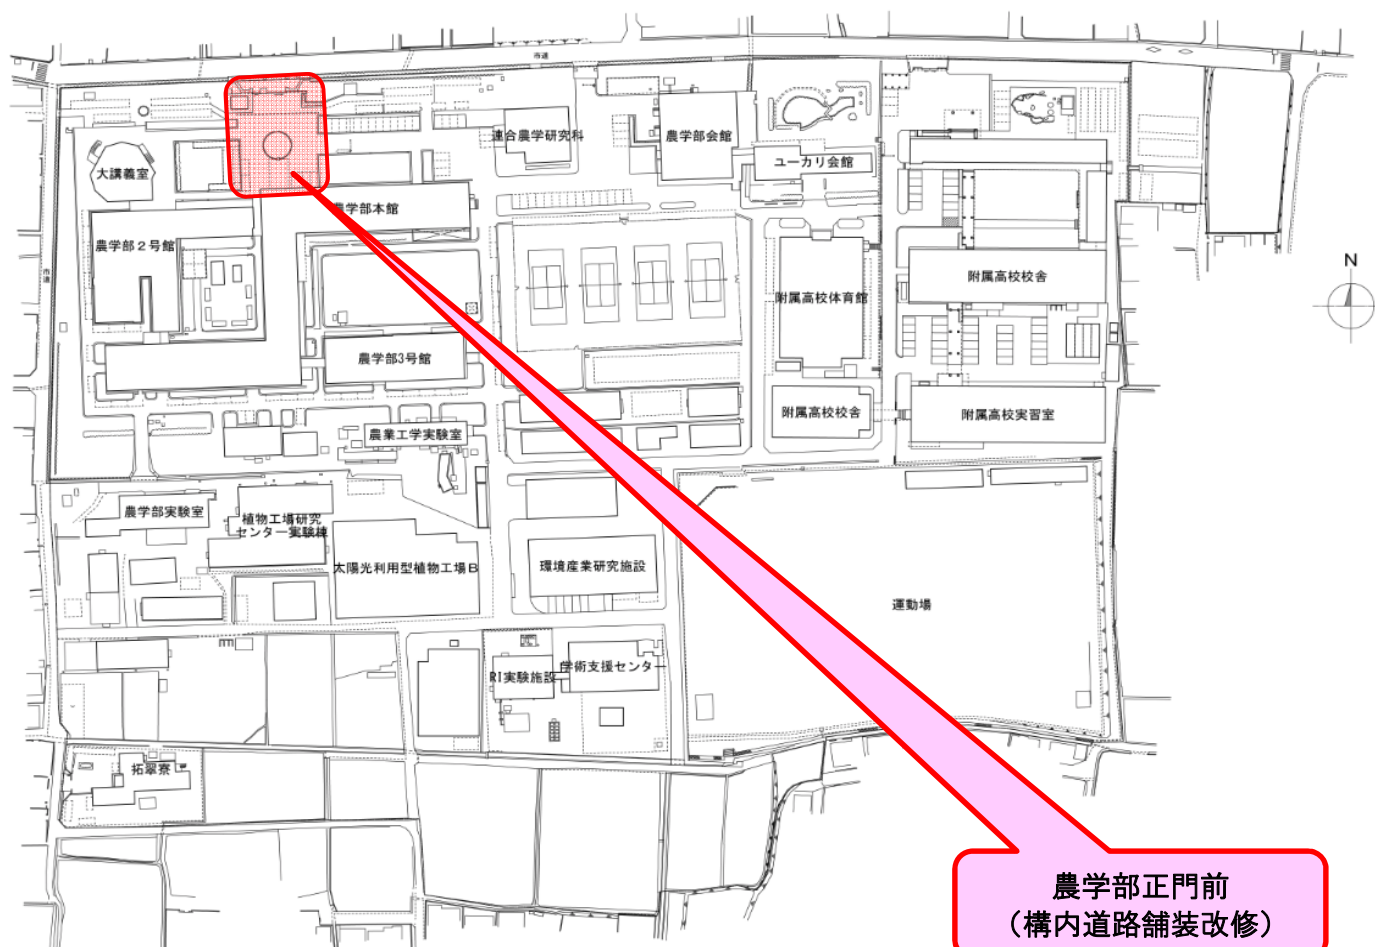 市道
連合農学研究科
農学部会館
ユーカリ会館
大講義室
農学部本館
農学部２号館
市道
附属高校体育館
附属高校校舎
N
農学部3号館
附属高校校舎
附属高校実習室
農業工学実験室
農学部実験室
植物工場研究
センター実験棟
太陽光利用型植物工場Ｂ
環境産業研究施設
運動場
RI実験施設
学術支援センター
拓翠寮
農学部正門前
（構内道路舗装改修）